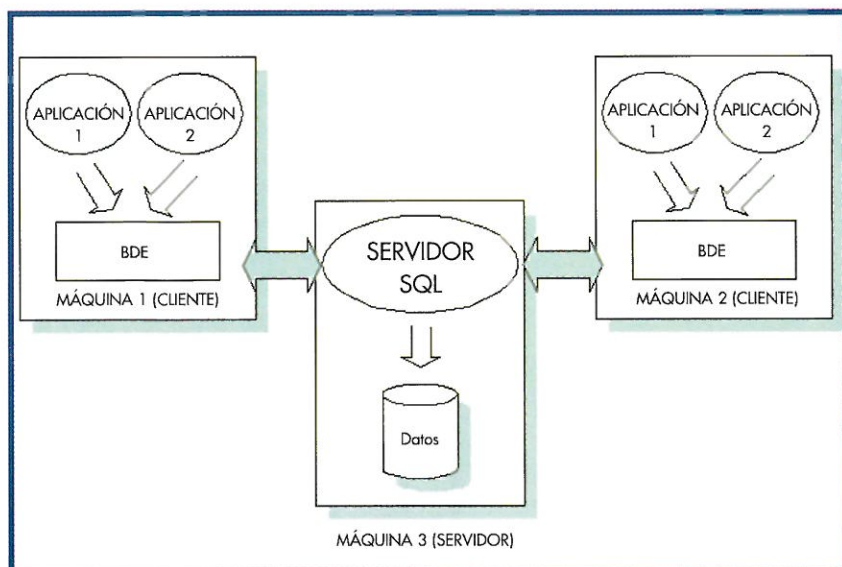 APLICACIÓN
1
APLICACIÓN
2
BDE
MÁQUINA 1 (CLIENTE)
SERVIDOR
SQL
Datos
MÁQUINA 3 (SERVIDOR)
APLICACIÓN
1
APLICACIÓN
2
BDE
MÁQUINA 2 (CLIENTE)